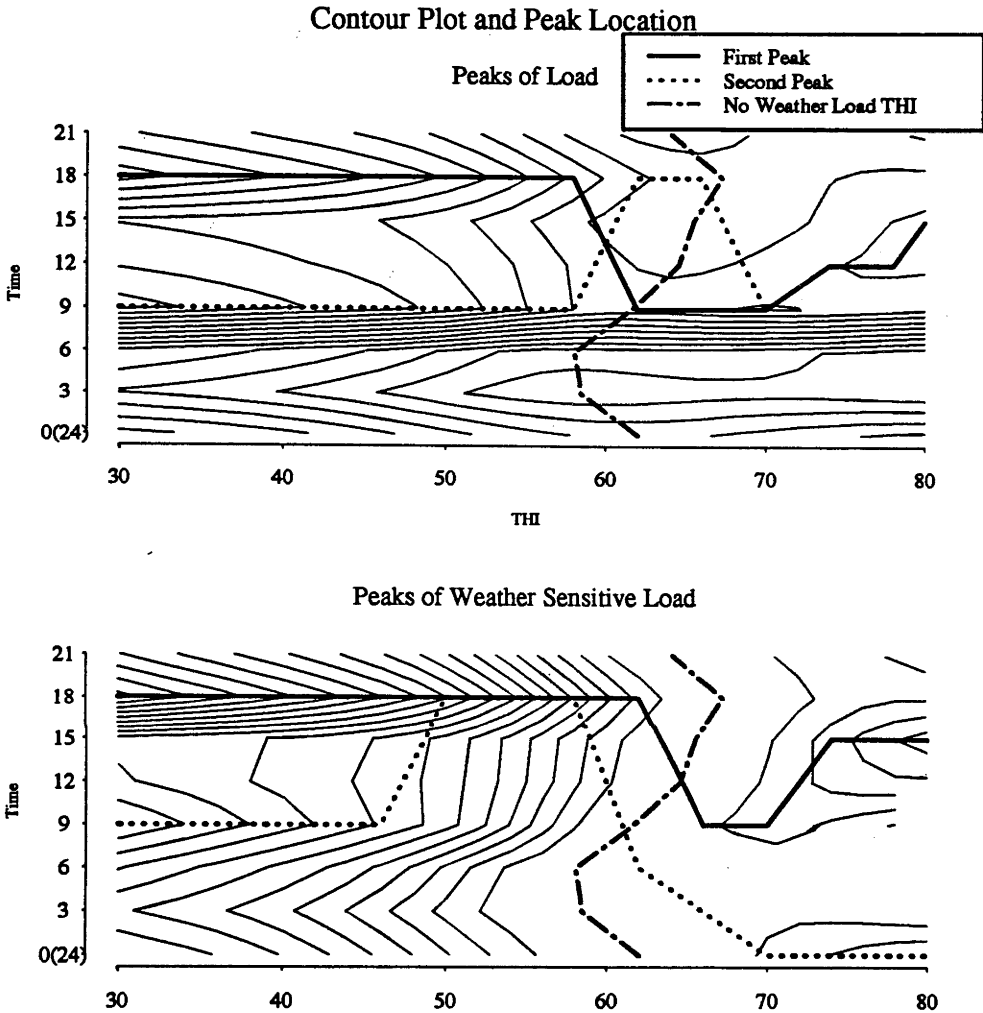 Contour Plot and Peak Location
Peaks of Load
First Peak
Second Peak
No Weather Load THI
21
18
15
12
9
6
3
0(24)
Time
30 40 50 60 70 80
THI
Peaks of Weather Sensitive Load
21
18
15
12
9
6
3
0(24)
Time
30 40 50 60 70 80